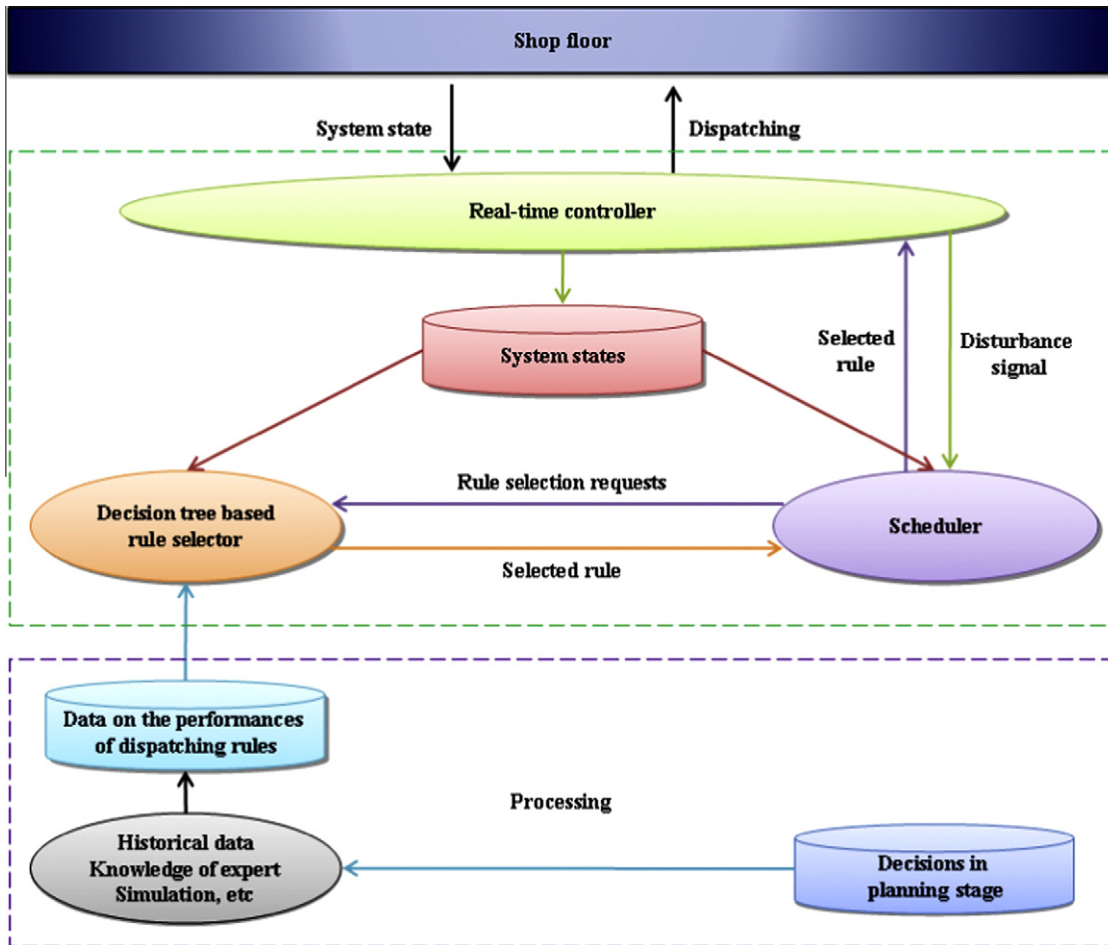 Shop floor
System state
Dispatching
Real-time controller
System states
Selected
rule
Disturbance
signal
Rule selection requests
Decision tree based
rule selector
Scheduler
Selected rule
Data on the performances
of dispatching rules
Processing
Historical data
Knowledge of expert
Simulation, etc
Decisions in
planning stage